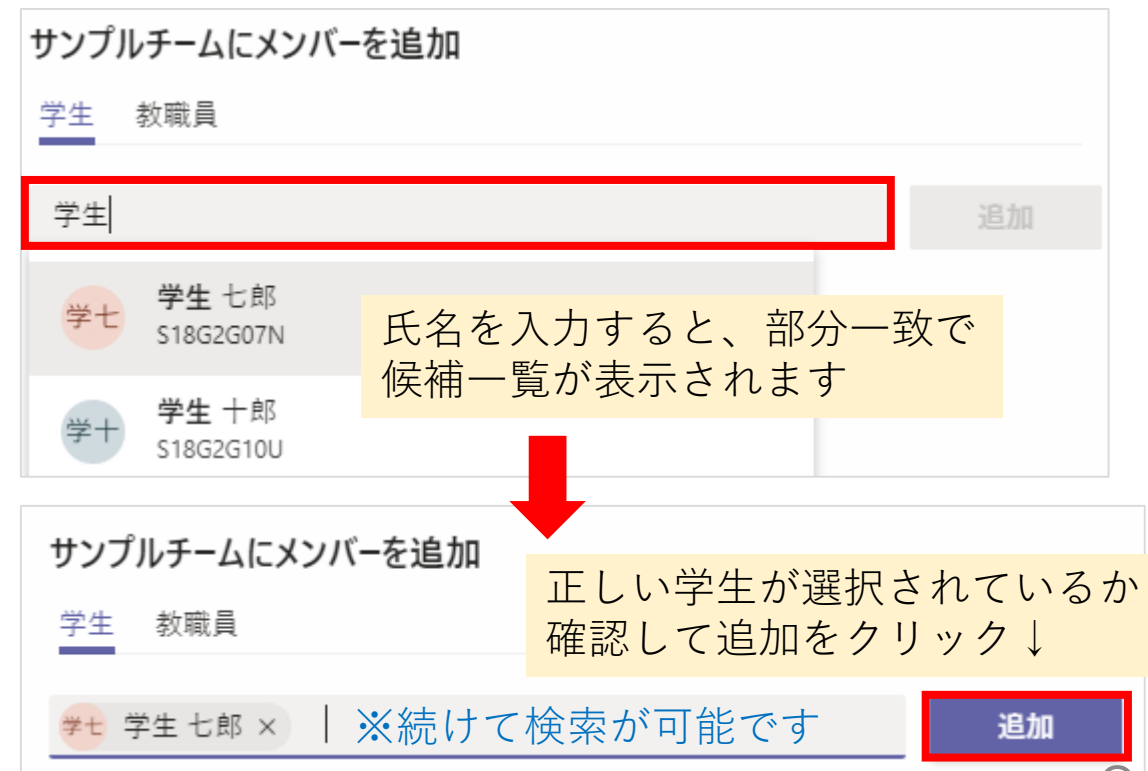 サンプルチームにメンバーを追加
学生 教職員
学生
追加
学七
学生 七郎
S18G2G07N
氏名を入力すると、部分一致で
候補一覧が表示されます
学十
学生 十郎
S18G2G10U
サンプルチームにメンバーを追加
学生 教職員
正しい学生が選択されているか
確認して追加をクリック↓
学七 学生 七郎 × ※続けて検索が可能です
追加